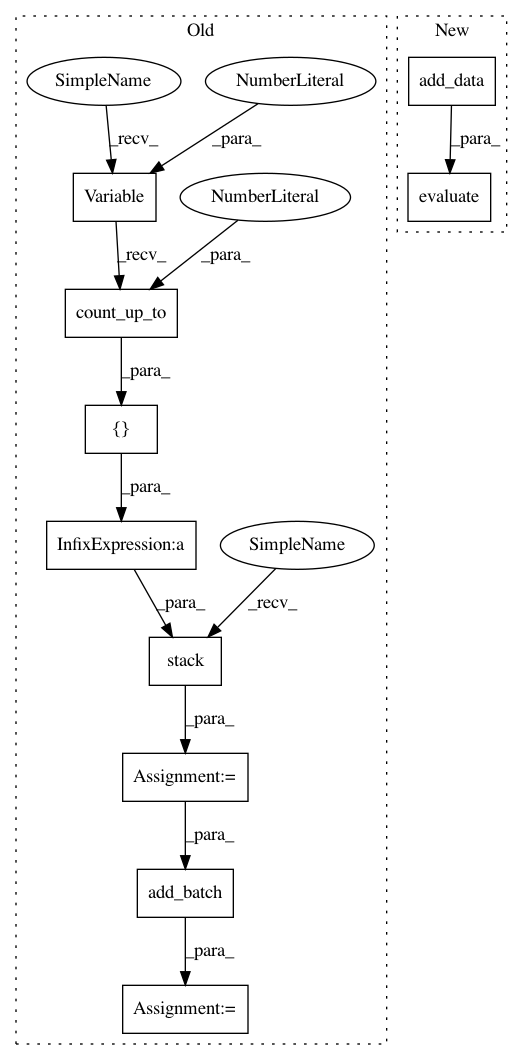 Old
New
SimpleName
NumberLiteral
add_data
_recv_
_para_
_para_
Variable
NumberLiteral
evaluate
_recv_
_para_
count_up_to
_para_
{}
_para_
InfixExpression:a
SimpleName
_para_
_recv_
stack
_para_
Assignment:=
_para_
add_batch
_para_
Assignment:=